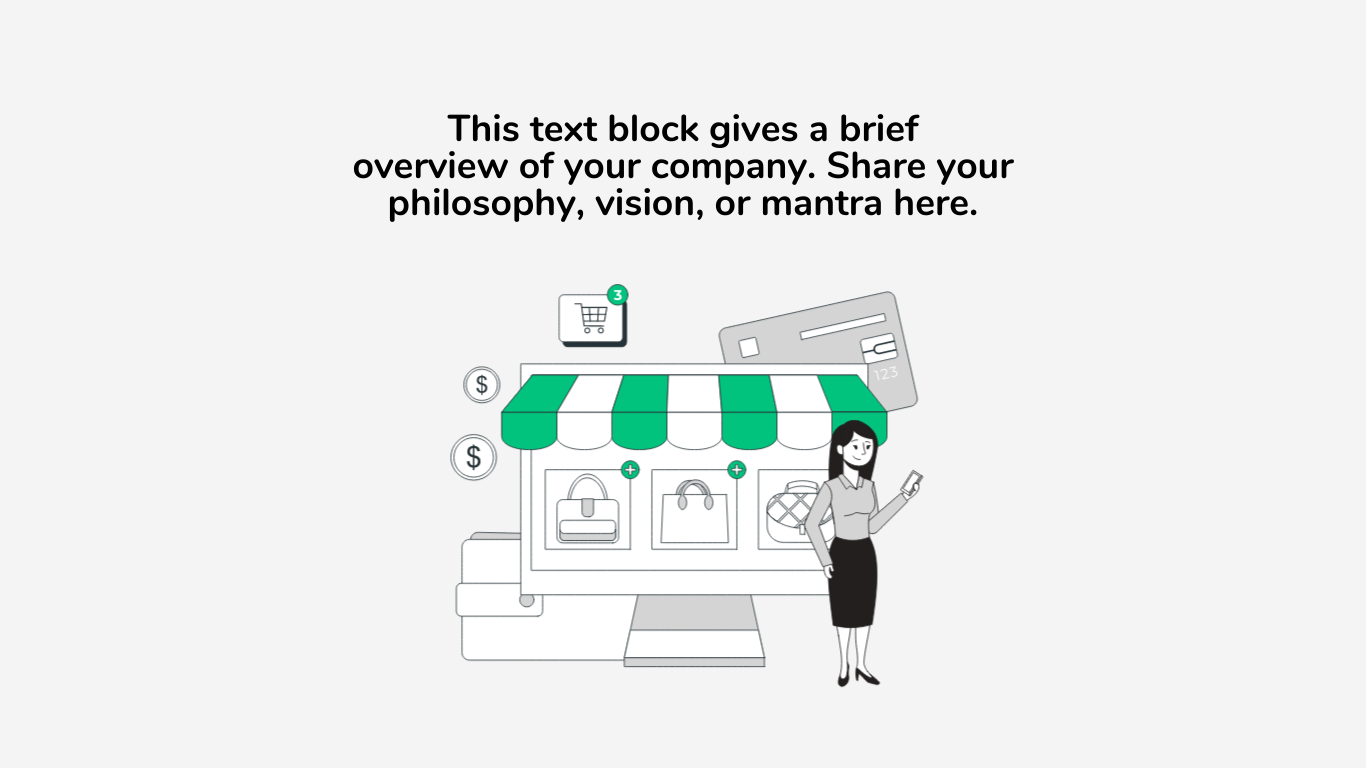 This text block gives a brief
overview of your company. Share your
philosophy, vision, or mantra here.
3
123
$
$